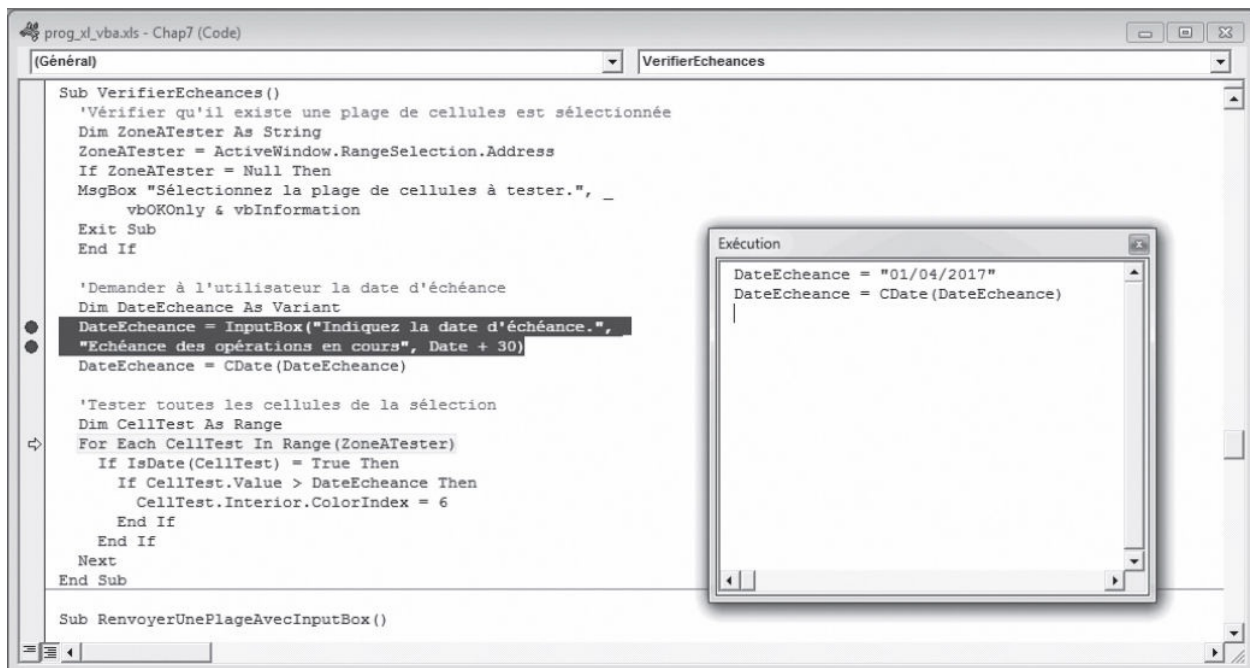 prog_xl_vba.xls - Chap7 (Code)
(Général)
VerifierEcheances
Sub VerifierEcheances()
'Vérifier qu'il existe une plage de cellules est sélectionnée
Dim ZoneATester As String
ZoneATester = ActiveWindow.RangeSelection.Address
If ZoneATester = Null Then
MsgBox "Sélectionnez la plage de cellules à tester.", _
vbOKOnly & vbInformation
Exit Sub
End If
'Demander à l'utilisateur la date d'échéance
Dim DateEcheance As Variant
DateEcheance = InputBox("Indiquez la date d'échéance.", _
"Echéance des opérations en cours", Date + 30)
DateEcheance = CDate(DateEcheance)
'Tester toutes les cellules de la sélection
Dim CellTest As Range
For Each CellTest In Range(ZoneATester)
If IsDate(CellTest) = True Then
If CellTest.Value > DateEcheance Then
CellTest.Interior.ColorIndex = 6
End If
End If
Next
End Sub
Sub RenvoyerUnePlageAvecInputBox()
Exécution
DateEcheance = "01/04/2017"
DateEcheance = CDate(DateEcheance)